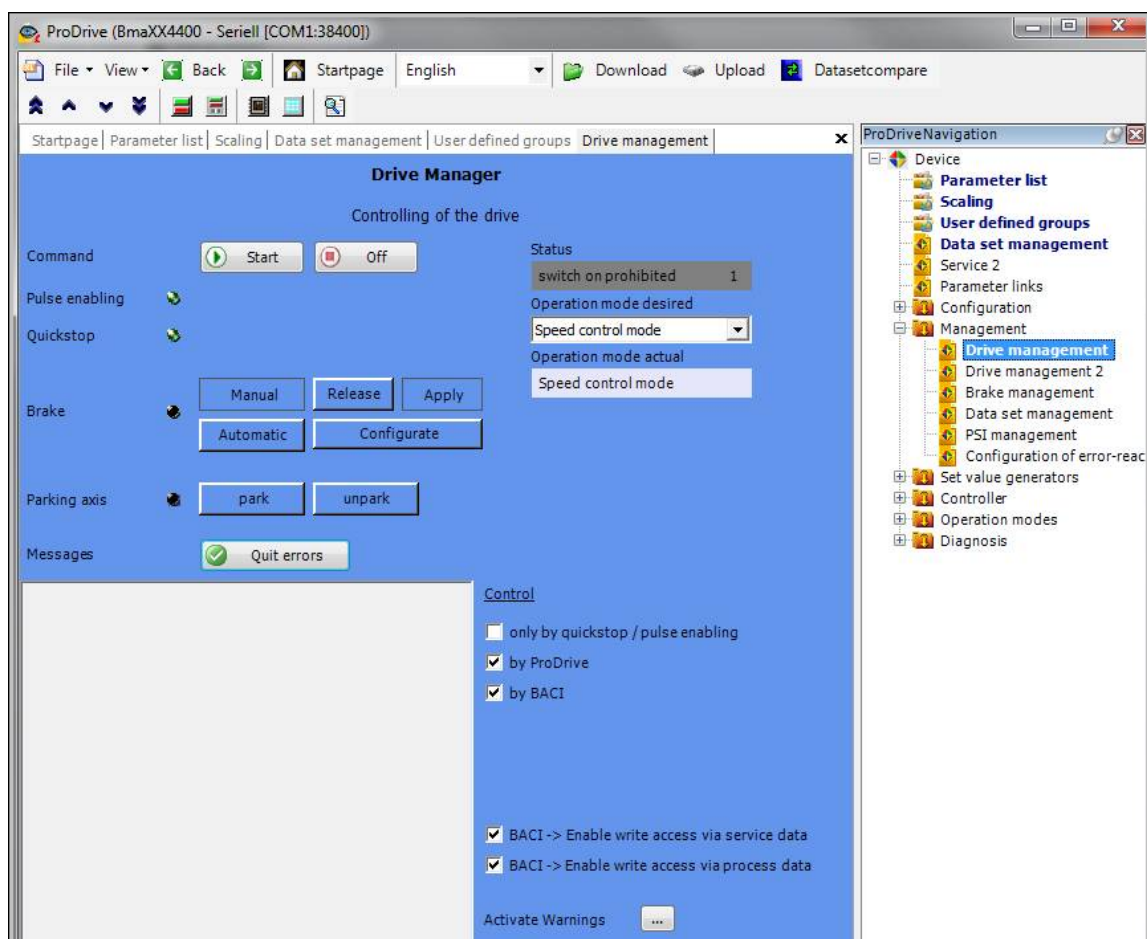 ProDrive (BmaXX4400 - Seriell [COM1:38400])
File View Back Startpage English Download Upload Datasetcompare
Startpage Parameter list Scaling Data set management User defined groups Drive management
Drive Manager
Controlling of the drive
Command Start Off
Status
switch on prohibited 1
Pulse enabling
Operation mode desired
Quickstop
Speed control mode
Operation mode actual
Speed control mode
Brake
Manual Release Apply
Automatic Configurate
Parking axis park unpark
Messages Quit errors
Control
only by quickstop / pulse enabling
by ProDrive
by BACI
BACI -> Enable write access via service data
BACI -> Enable write access via process data
Activate Warnings ...
ProDriveNavigation
Device
Parameter list
Scaling
User defined groups
Data set management
Service 2
Parameter links
Configuration
Management
Drive management
Drive management 2
Brake management
Data set management
PSI management
Configuration of error-reac
Set value generators
Controller
Operation modes
Diagnosis